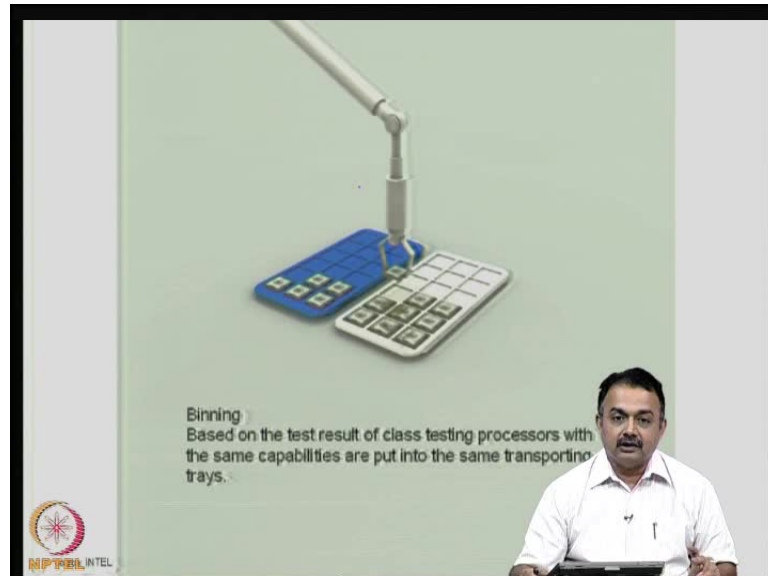 Binning
Based on the test result of class testing processors with
the same capabilities are put into the same transporting
trays.
NPTEL
INTEL